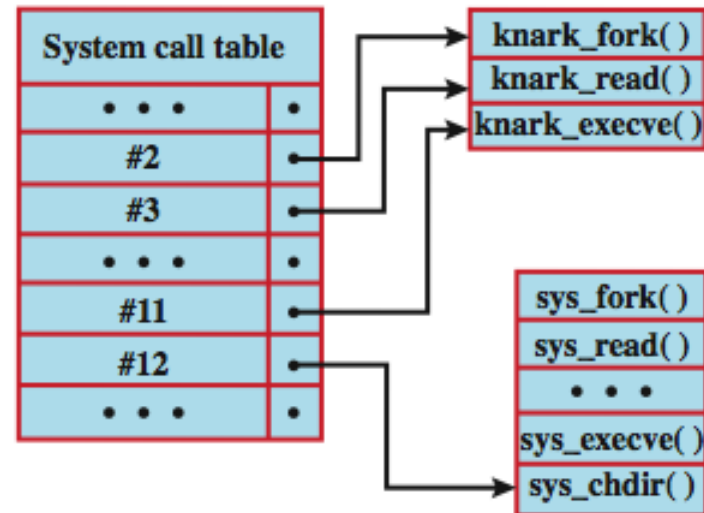 System call table
• • • •
#2
#3
• • • •
#11
#12
• • • •
knark_fork( )
knark_read( )
knark_execve( )
sys_fork( )
sys_read( )
• • •
sys_execve( )
sys_chdir( )